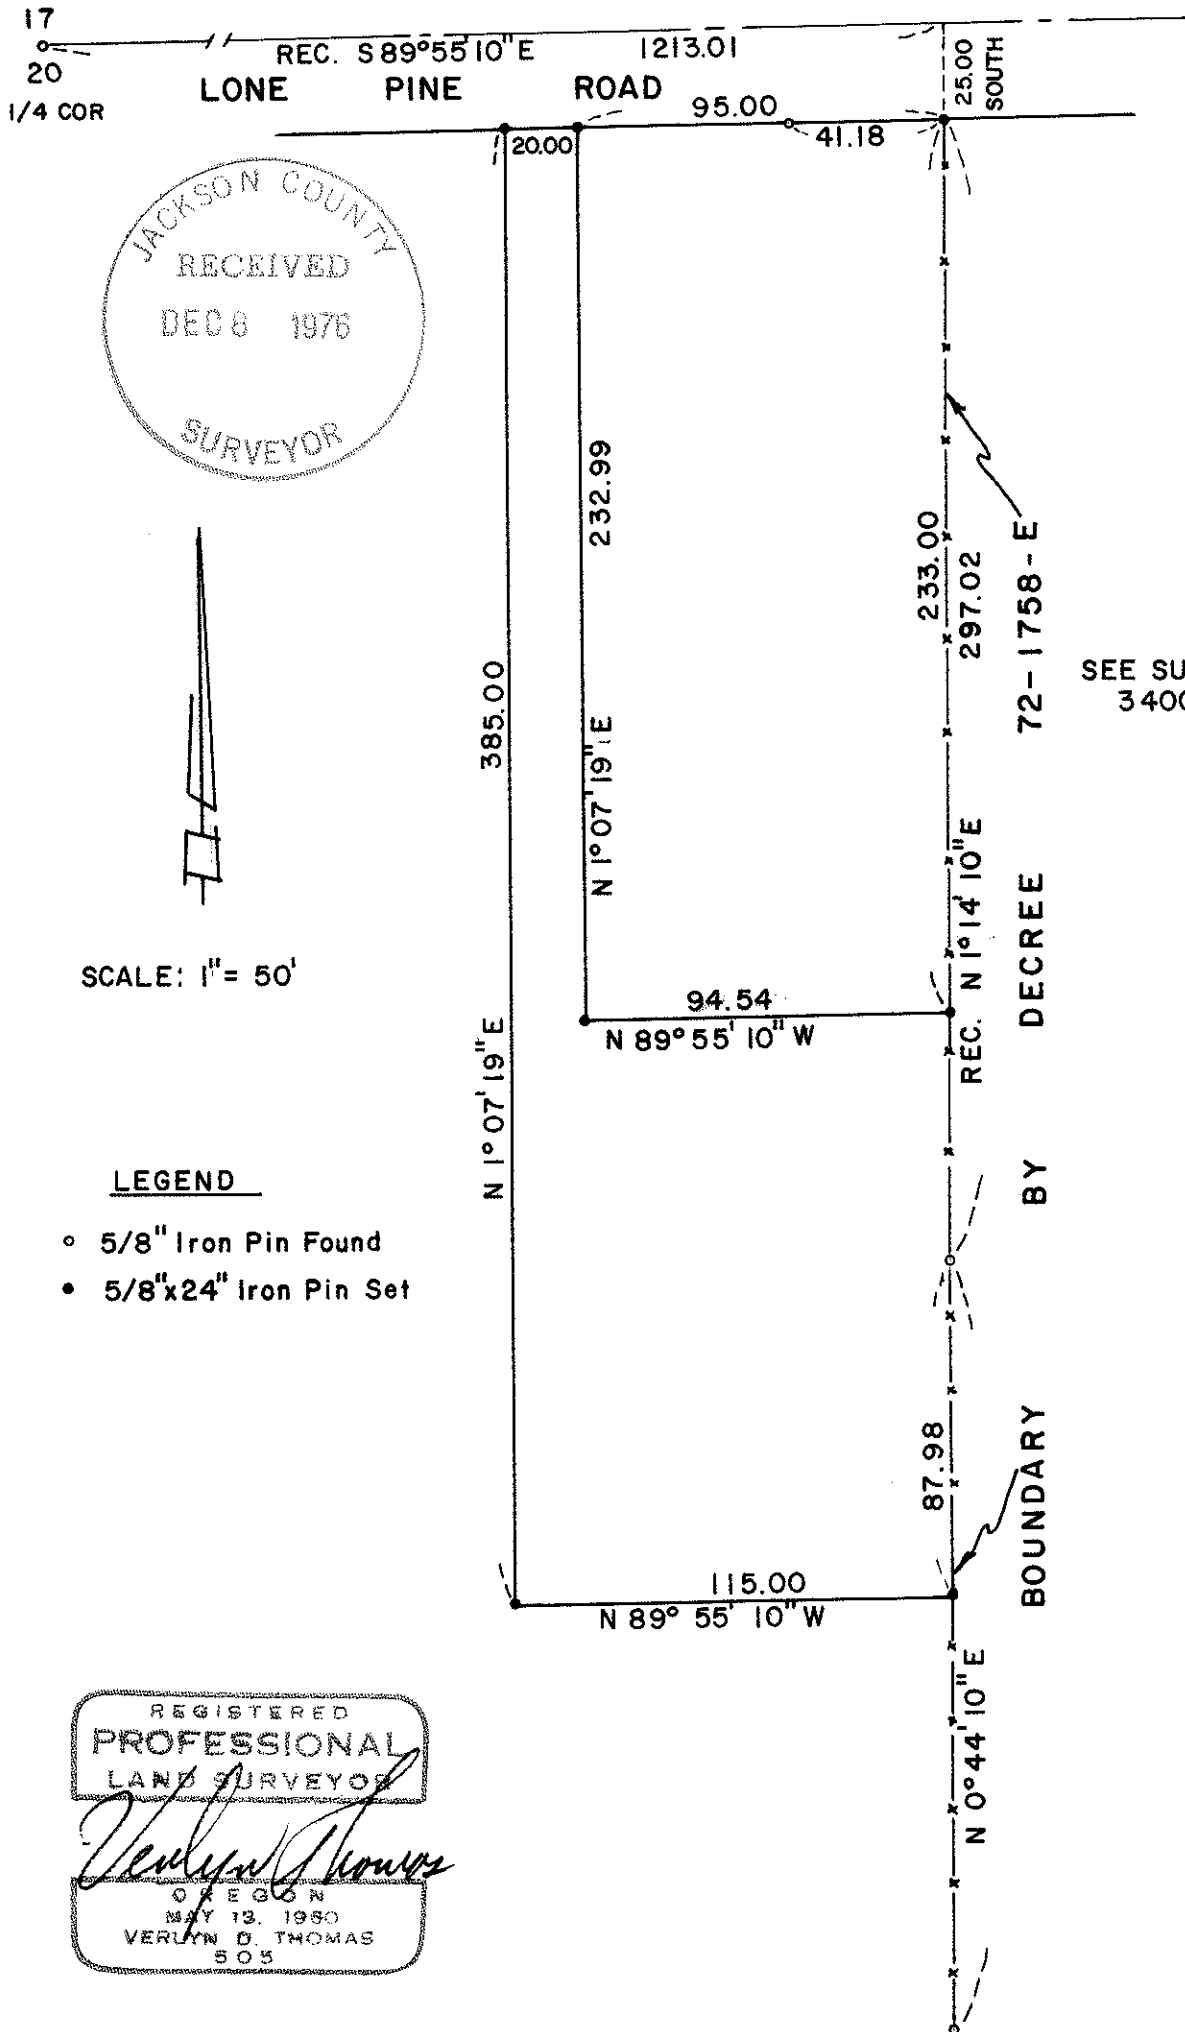 17
20
1/4 COR
REC. S 89°55'10" E 1213.01
LONE PINE ROAD
25.00
SOUTH
95.00
41.18
20.00
JACKSON COUNTY
RECEIVED
DEC 6 1976
SURVEYOR
232.99
N 1° 07' 19" E
385.00
N 1° 07' 19" E
233.00
297.02
REC. N 1° 14' 10" E
BOUNDARY BY DECREE 72-1758-E
SEE SU
3400
SCALE: 1" = 50'
94.54
N 89° 55' 10" W
LEGEND
5/8" Iron Pin Found
5/8"x24" Iron Pin Set
87.98
115.00
N 89° 55' 10" W
N 0° 44' 10" E
REGISTERED
PROFESSIONAL
LAND SURVEYOR
Verlyn D Thomas
OREGON
MAY 13, 1960
VERLYN D. THOMAS
505